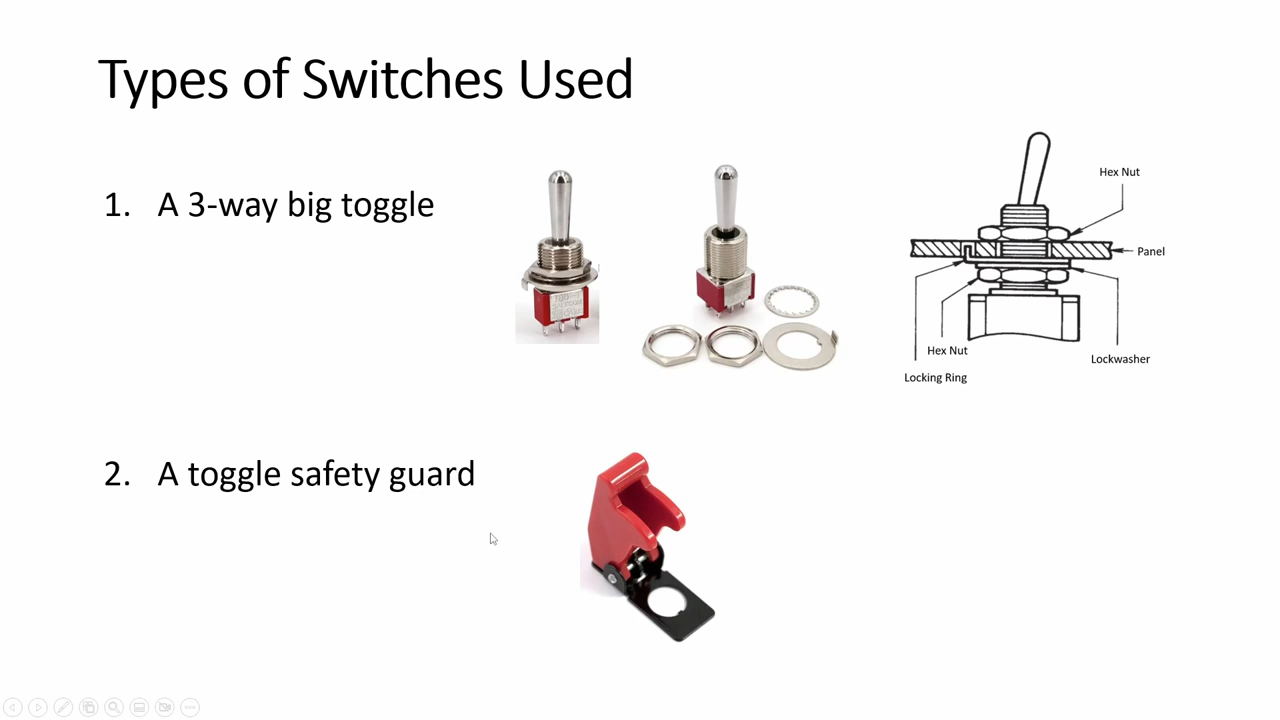 Types of Switches Used
1. A 3-way big toggle
Hex Nut
Panel
Hex Nut
Lockwasher
Locking Ring
2. A toggle safety guard